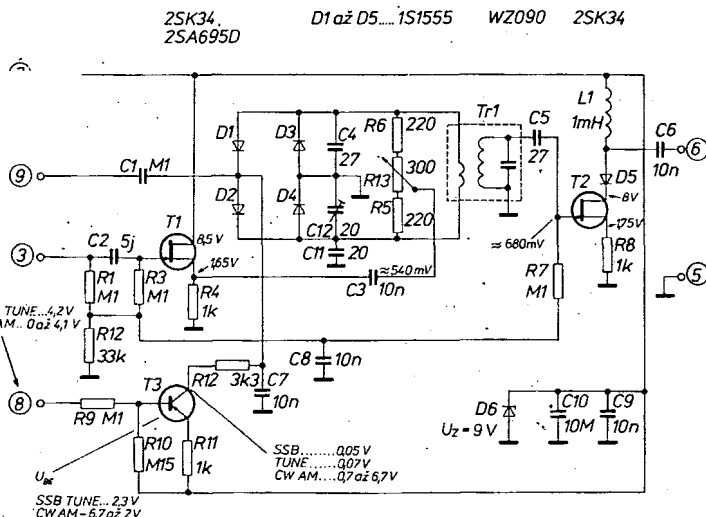 2SK34, D1 až D5..... 1S1555 WZ090 2SK34
2SA695D
L1
1mH
Tr1
C5
27
C6
10n
6
D1
D3
C4
27
R6
220
R13
300
R5
220
9
C1 M1
D2
D4
C12
20
C11 20
T2
D5
8V
1,75V
R8
1k
T1
8,5V
1,65V
3
C2 5j
≈680mV
≈540mV
C3 10n
R7
M1
5
R1
M1
R3
M1
R4
1k
TUNE...4,2V
AM...0 až 4,1 V
R12
33k
C8
10n
T3
R12
3k3
C7
10n
8
R9 M1
R10
M15
R11
1k
D6
UZ = 9 V
C10
10M
C9
10n
SSB.........0,05 V
TUNE.......0,07V
CW AM....0,7 až 6,7V
UBE
SSB TUNE...2,3V
CW AM -6,7 až 2V